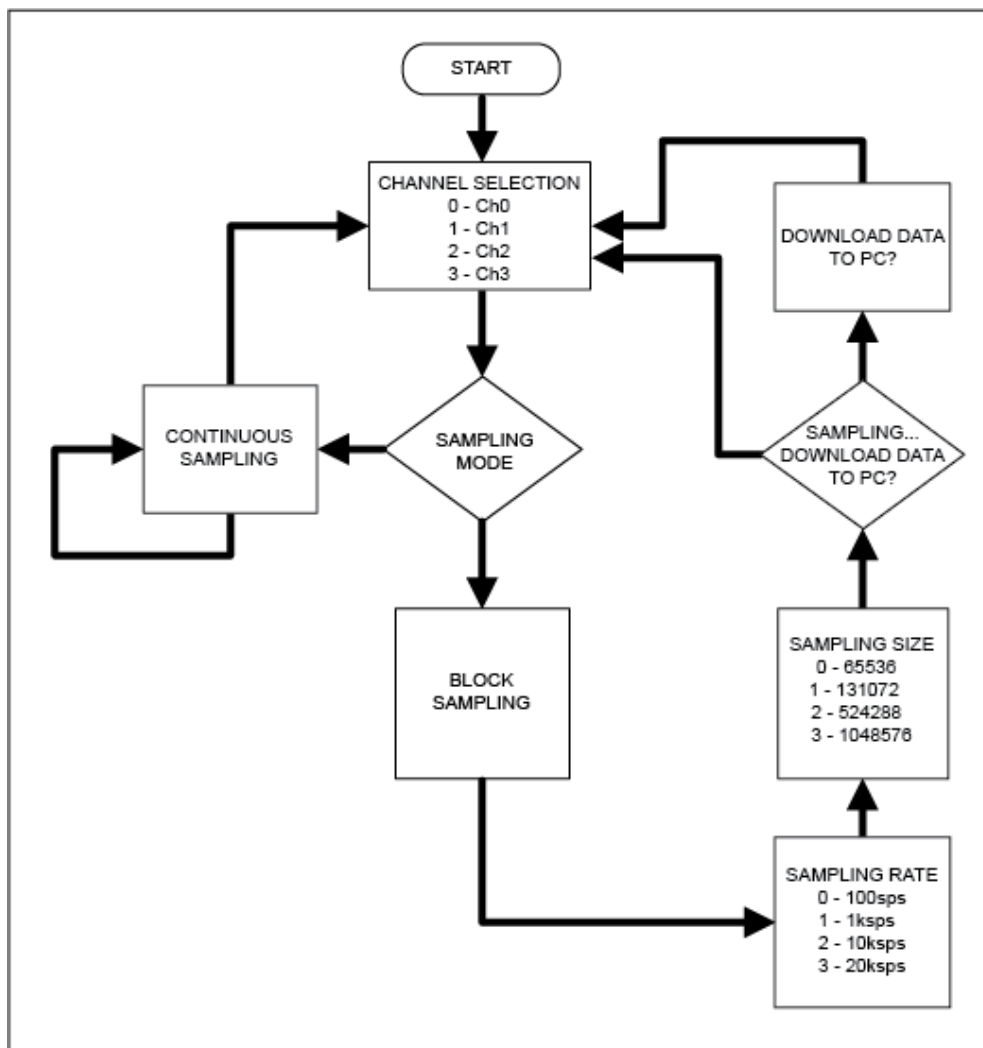 START
CHANNEL SELECTION
0 - Ch0
1 - Ch1
2 - Ch2
3 - Ch3
DOWNLOAD DATA
TO PC?
CONTINUOUS
SAMPLING
SAMPLING
MODE
SAMPLING...
DOWNLOAD DATA
TO PC?
BLOCK
SAMPLING
SAMPLING SIZE
0 - 65536
1 - 131072
2 - 524288
3 - 1048576
SAMPLING RATE
0 - 100sps
1 - 1ksps
2 - 10ksps
3 - 20ksps